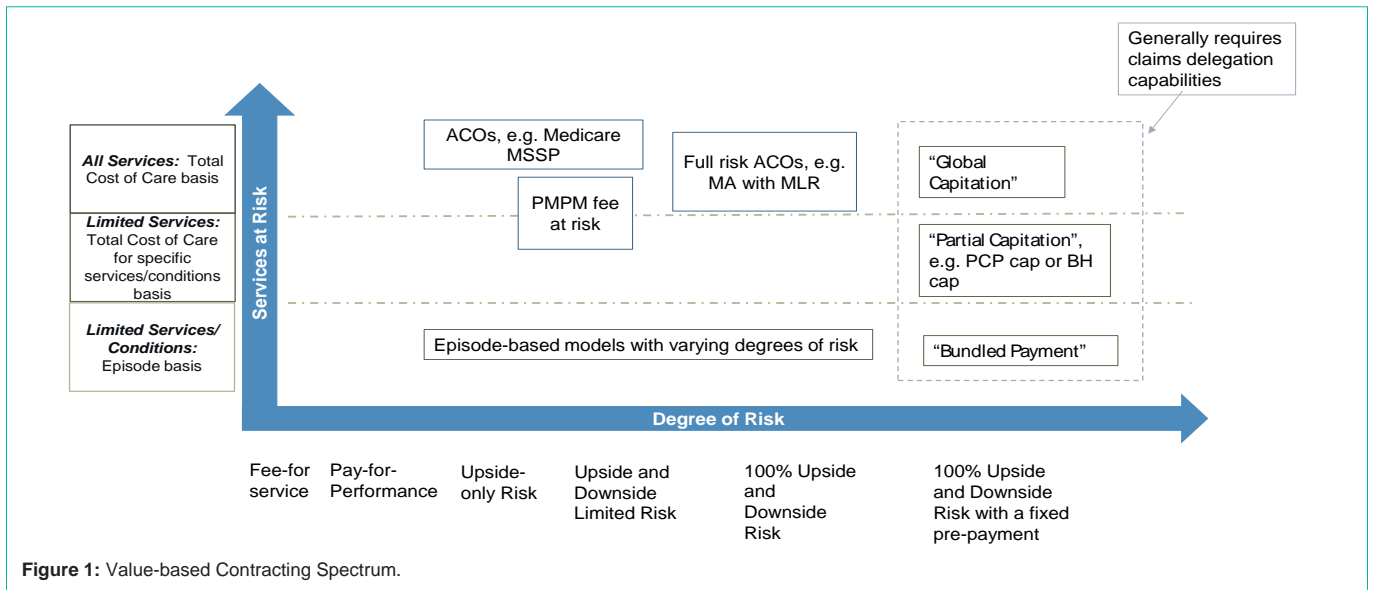 Generally requires
claims delegation
capabilities
All Services: Total
Cost of Care basis
Limited Services:
Total Cost of Care
for specific
services/conditions
basis
Limited Services/
Conditions:
Episode basis
Services at Risk
ACOs, e.g. Medicare
MSSP
PMPM fee
at risk
Full risk ACOs, e.g.
MA with MLR
“Global
Capitation”
“Partial Capitation”,
e.g. PCP cap or BH
cap
Episode-based models with varying degrees of risk
“Bundled Payment”
Degree of Risk
Fee-for
service
Pay-for-
Performance
Upside-
only Risk
Upside and
Downside
Limited Risk
100% Upside
and
Downside
Risk
100% Upside
and Downside
Risk with a fixed
pre-payment
Figure 1: Value-based Contracting Spectrum.